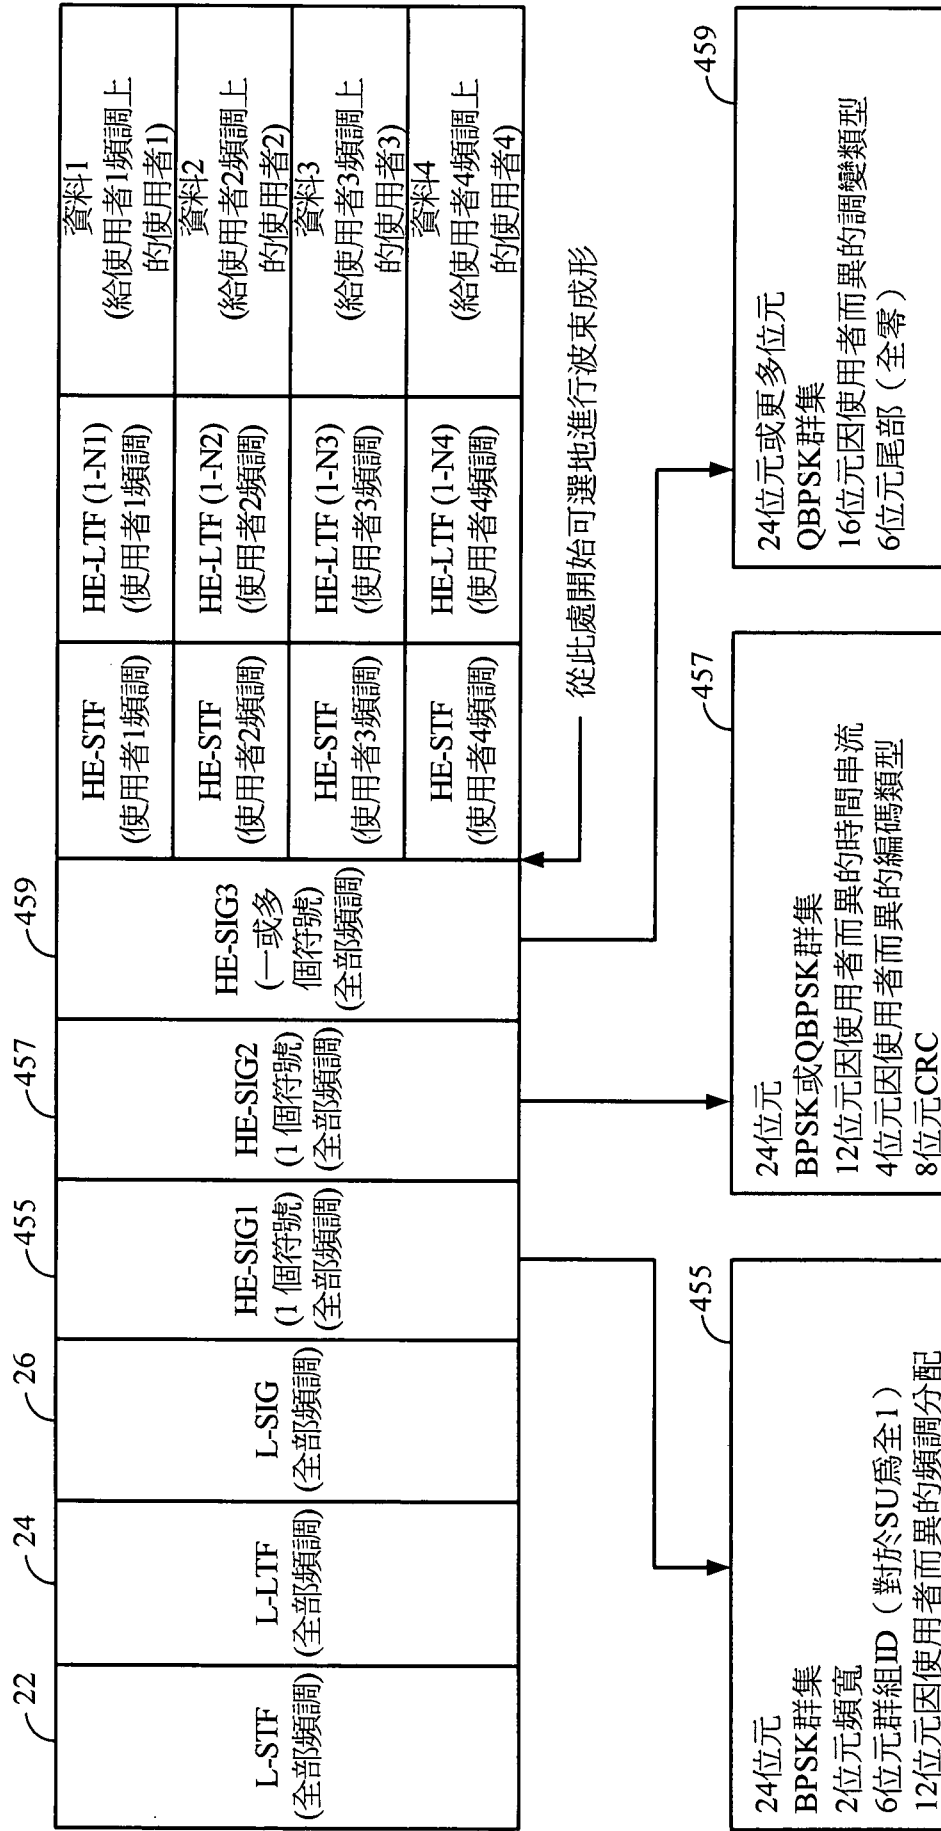 22
24
26
455
457
459
L-STF
(全部頻調)
L-LTF
(全部頻調)
L-SIG
(全部頻調)
HE-SIG1
(1 個符號)
(全部頻調)
HE-SIG2
(1 個符號)
(全部頻調)
HE-SIG3
(一或多
個符號)
(全部頻調)
HE-STF
(使用者1頻調)
HE-LTF (1-N1)
(使用者1頻調)
資料1
(給使用者1頻調上
的使用者1)
HE-STF
(使用者2頻調)
HE-LTF (1-N2)
(使用者2頻調)
資料2
(給使用者2頻調上
的使用者2)
HE-STF
(使用者3頻調)
HE-LTF (1-N3)
(使用者3頻調)
資料3
(給使用者3頻調上
的使用者3)
HE-STF
(使用者4頻調)
HE-LTF (1-N4)
(使用者4頻調)
資料4
(給使用者4頻調上
的使用者4)
從此處開始可選地進行波束成形
455
24位元
BPSK群集
2位元頻寬
6位元群組ID（對於SU爲全1）
12位元因使用者而異的頻調分配
457
24位元
BPSK或QBPSK群集
12位元因使用者而異的時間串流
4位元因使用者而異的編碼類型
8位元CRC
459
24位元或更多位元
QBPSK群集
16位元因使用者而異的調變類型
6位元尾部（全零）